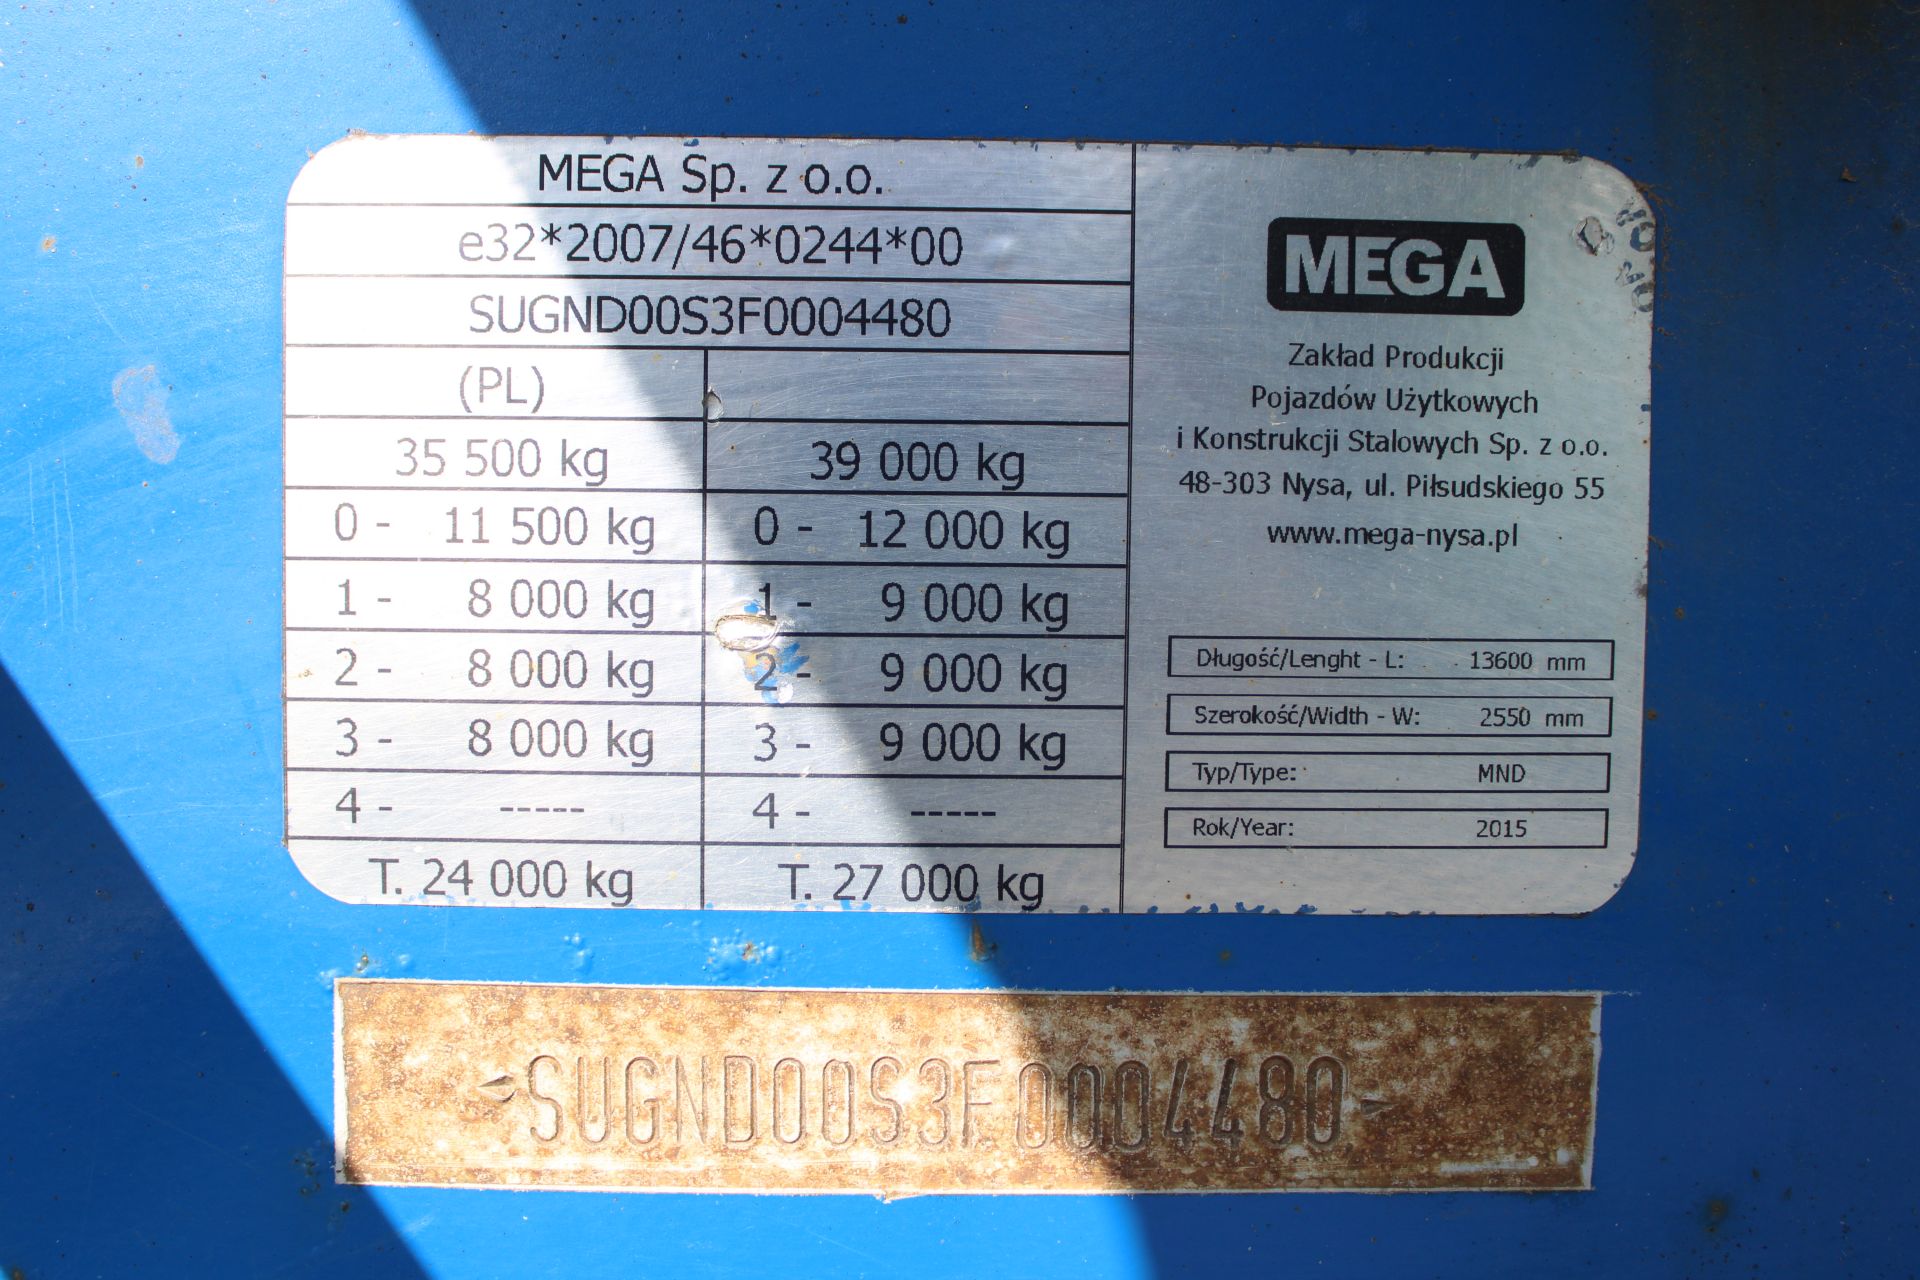 MEGA Sp. z o.o.
e32*2007/46*0244*00
SUGND00S3F0004480
(PL)
35 500 kg 39 000 kg
0 - 11 500 kg 0 - 12 000 kg
1 - 8 000 kg 1 - 9 000 kg
2 - 8 000 kg 2 - 9 000 kg
3 - 8 000 kg 3 - 9 000 kg
4 - ----- 4 - -----
T. 24 000 kg T. 27 000 kg
MEGA
Zakład Produkcji
Pojazdów Użytkowych
i Konstrukcji Stalowych Sp. z o.o.
48-303 Nysa, ul. Piłsudskiego 55
www.mega-nysa.pl
Długość/Lenght - L: 13600 mm
Szerokość/Width - W: 2550 mm
Typ/Type: MND
Rok/Year: 2015
SUGND00S3F0004480